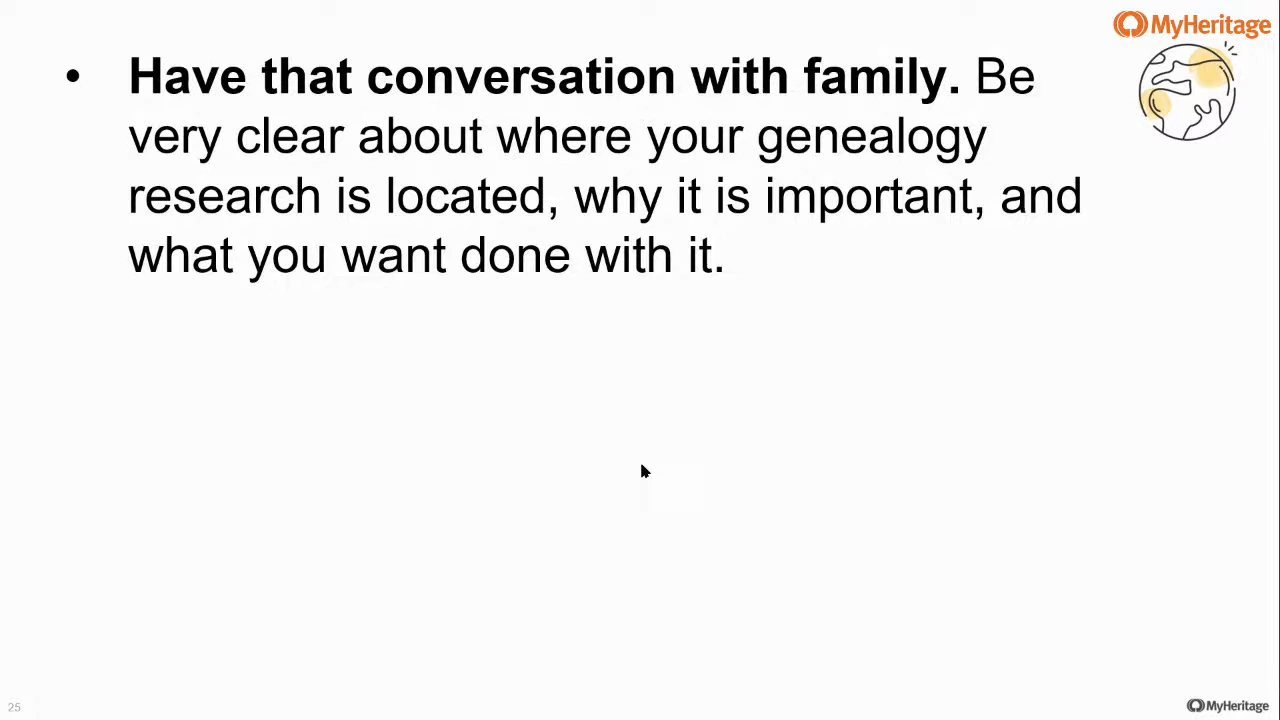 MyHeritage
• Have that conversation with family. Be
very clear about where your genealogy
research is located, why it is important, and
what you want done with it.
25
MyHeritage